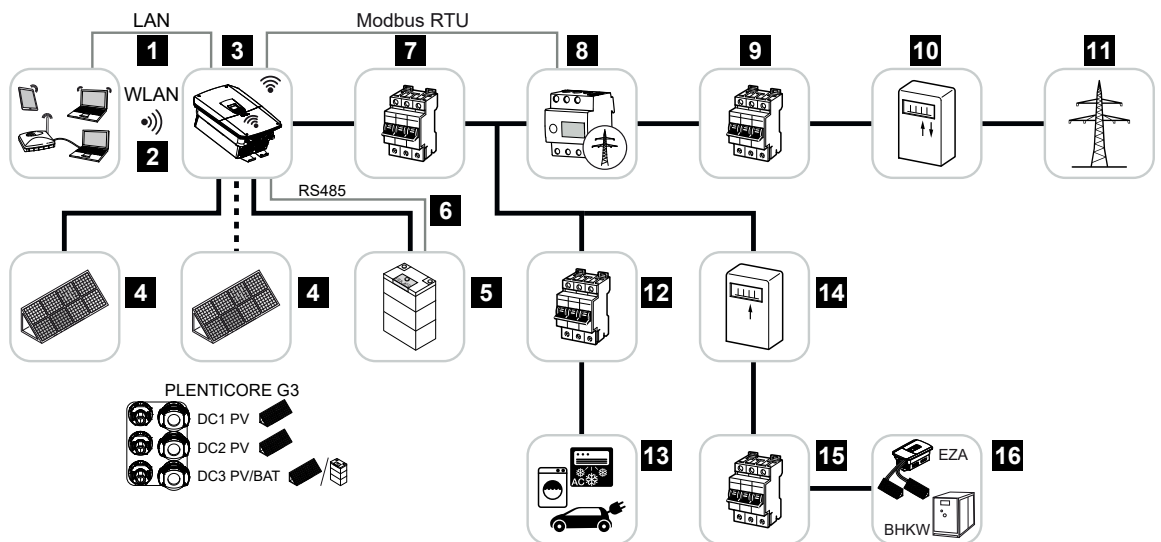 LAN
Modbus RTU
1
3
7
8
9
10
11
WLAN
2
RS485
6
4
4
5
12
14
PLENTICORE G3
DC1 PV
DC2 PV
DC3 PV/BAT
13
AC
15
EZA
16
BHKW